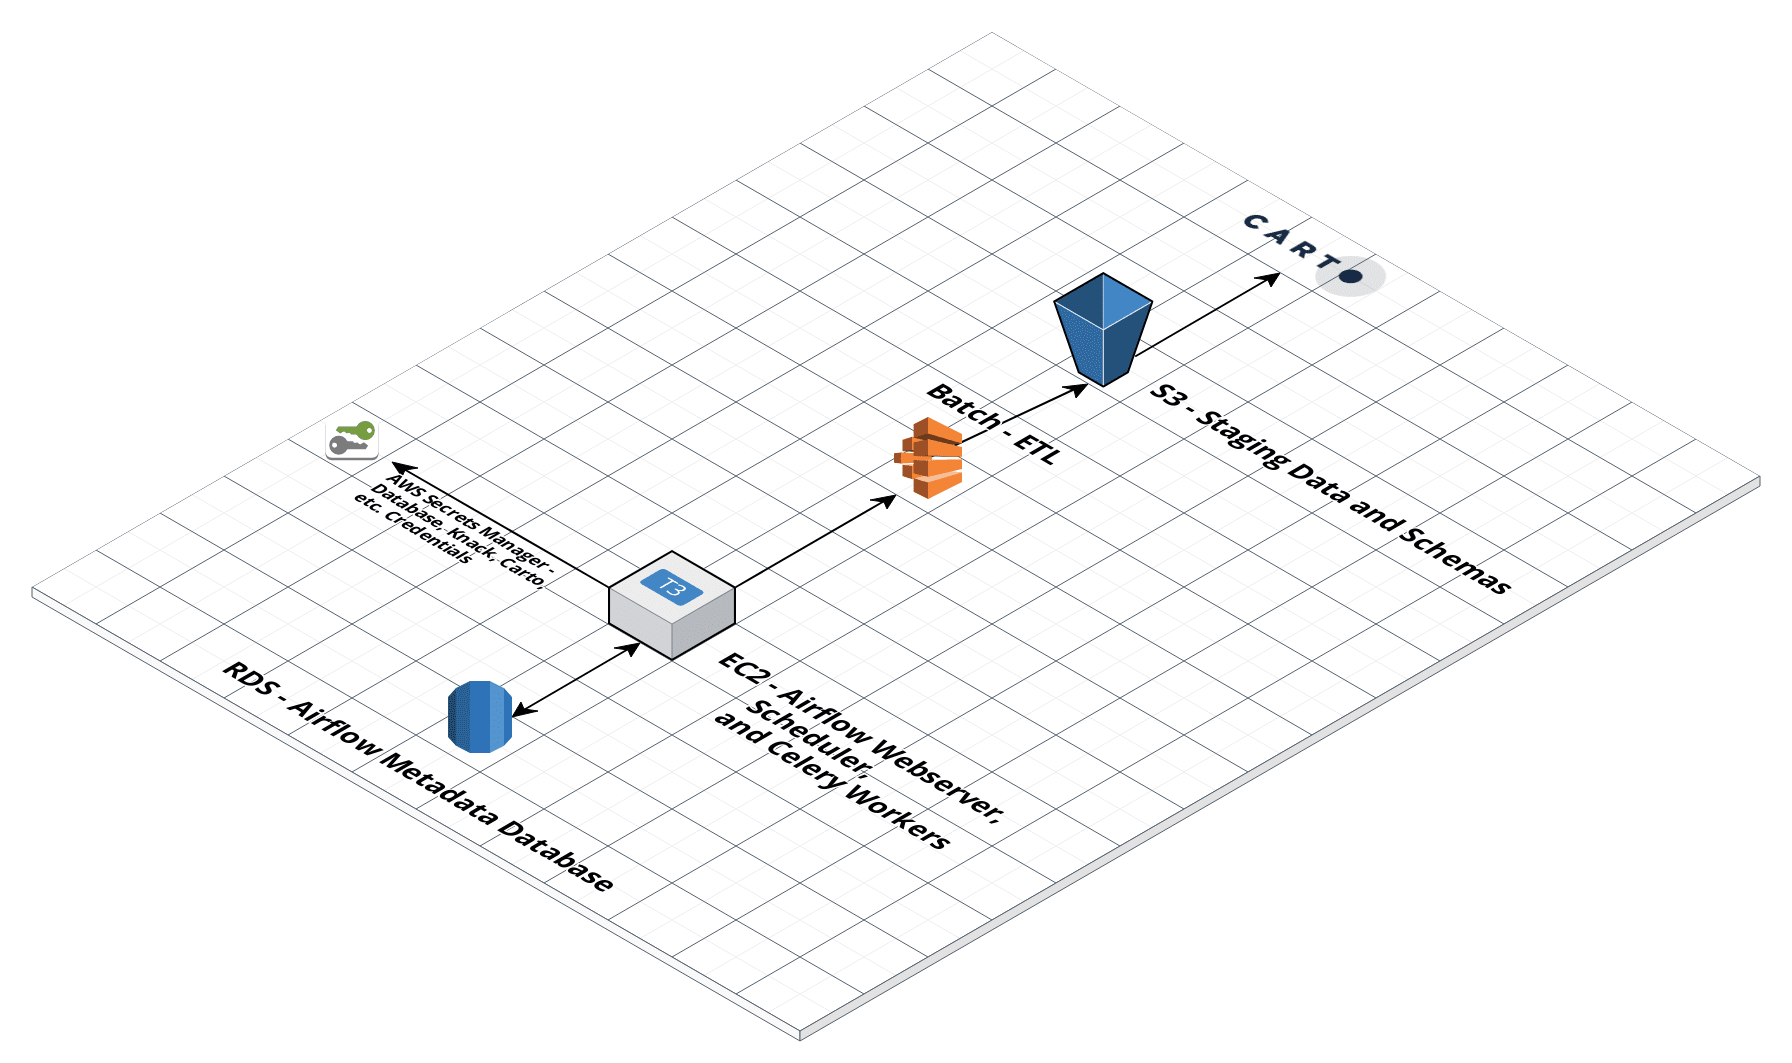 CARTO
Batch - ETL
S3 - Staging Data and Schemas
AWS Secrets Manager -
Database, Knack, Carto,
etc. Credentials
T3
EC2 - Airflow Webserver,
Scheduler,
and Celery Workers
RDS - Airflow Metadata Database